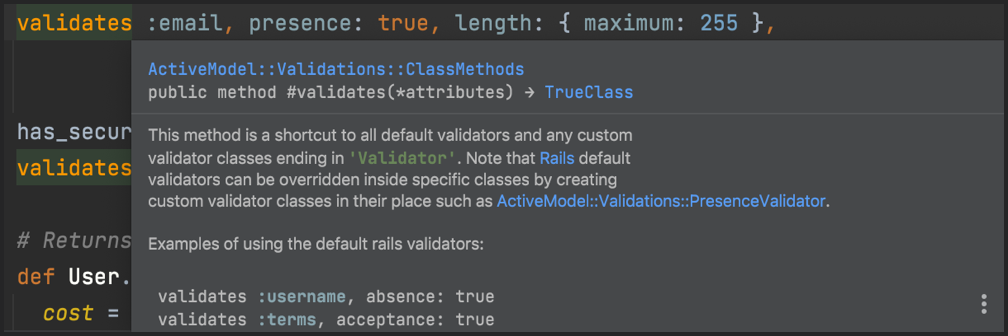 validates :email, presence: true, length: { maximum: 255 },
ActiveModel::Validations::ClassMethods
public method #validates(*attributes) → TrueClass
has_secur
This method is a shortcut to all default validators and any custom
validator classes ending in 'Validator'. Note that Rails default
validates
validators can be overridden inside specific classes by creating
custom validator classes in their place such as ActiveModel::Validations::PresenceValidator.
# Returns
Examples of using the default rails validators:
def User.
validates :username, absence: true
cost =
validates :terms, acceptance: true